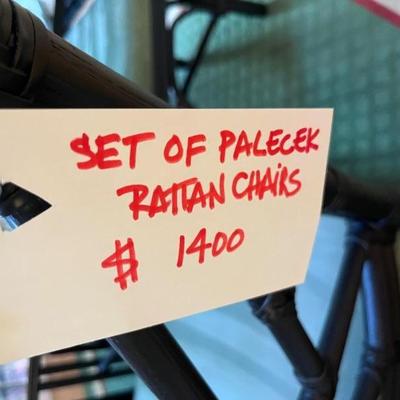 SET OF PALECEK
RATTAN CHAIRS
$ 1400